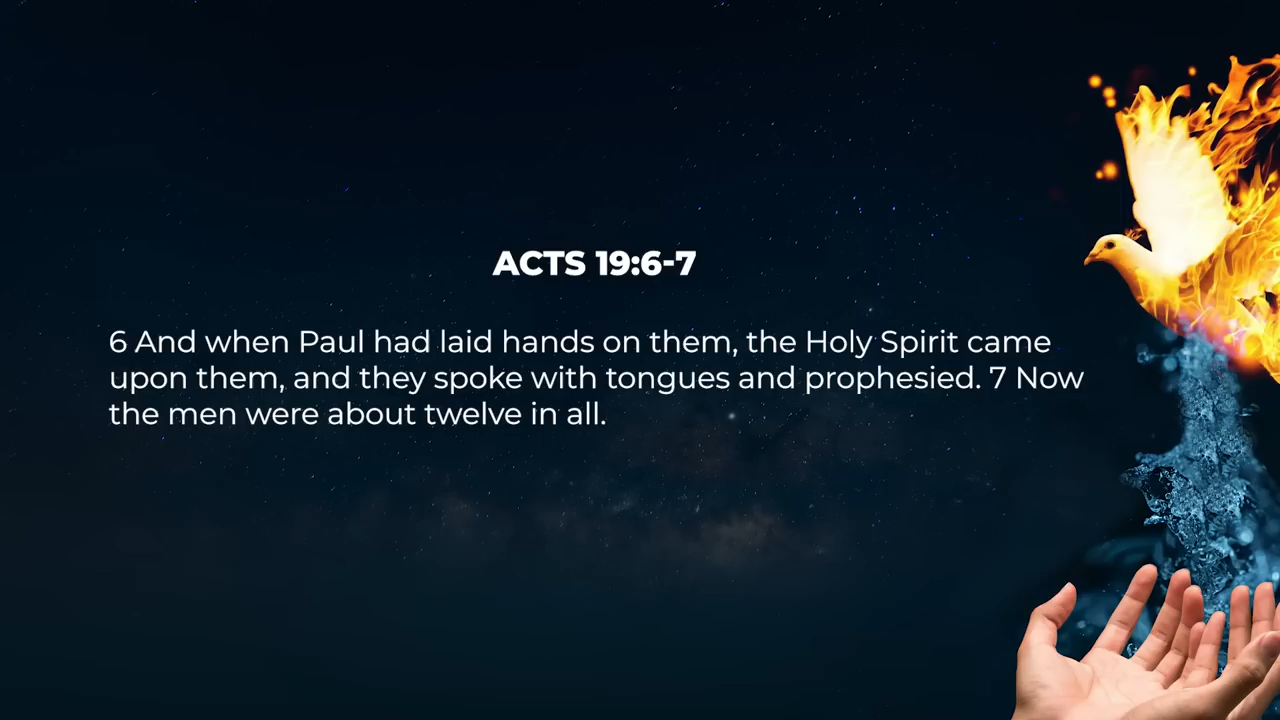 ACTS 19:6-7
6 And when Paul had laid hands on them, the Holy Spirit came
upon them, and they spoke with tongues and prophesied. 7 Now
the men were about twelve in all.